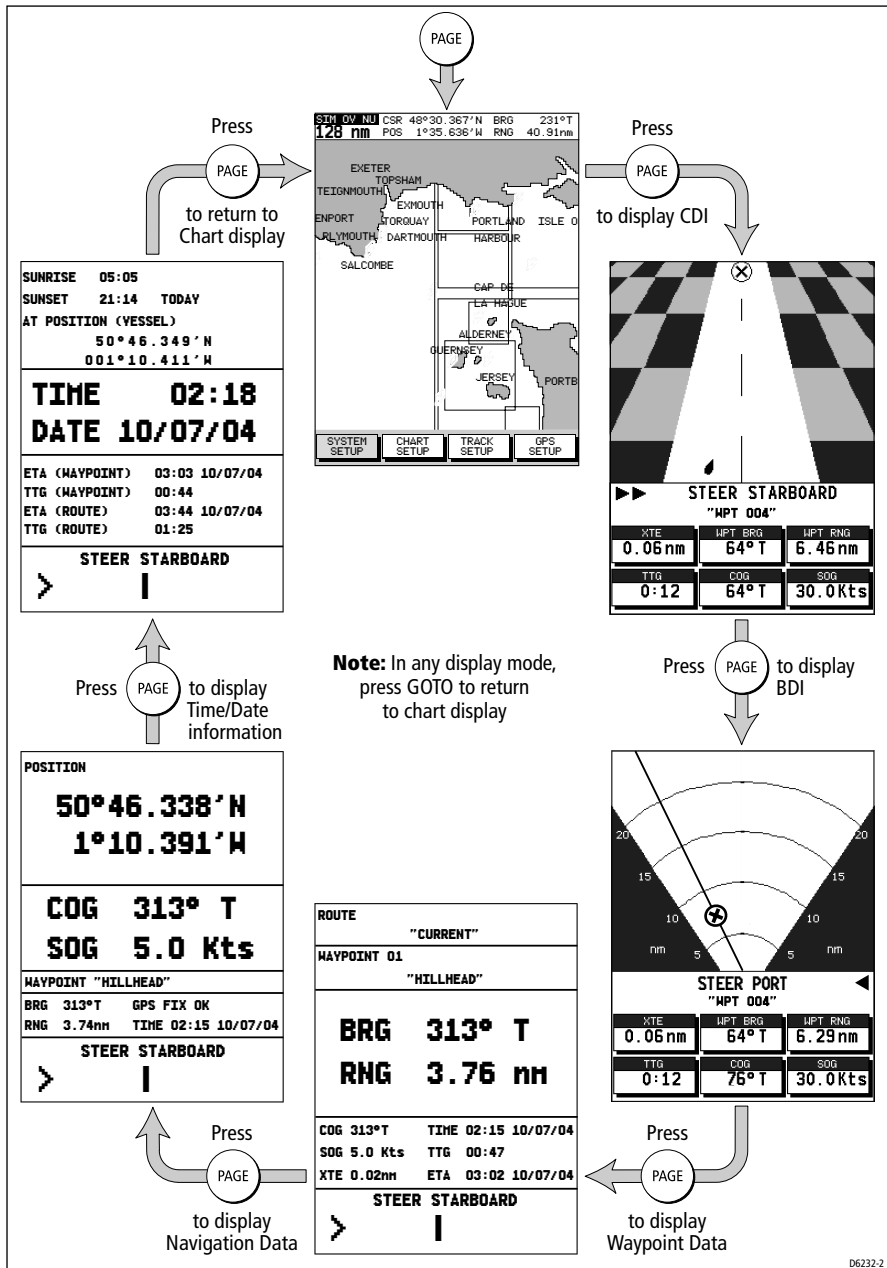 PAGE
SIM OV NU CSR 48°30.367'N BRG 231°T
128 nm POS 1°35.636'W RNG 40.91nm
EXETER
TOPSHAM
TEIGNMOUTH
EXMOUTH
ENPORT TORQUAY PORTLAND ISLE O
PLYMOUTH DARTMOUTH HARBOUR
SALCOMBE
CAP DE
LA HAGUE
ALDERNEY
GUERNSEY
JERSEY PORTB
SYSTEM SETUP CHART SETUP TRACK SETUP GPS SETUP
Press
PAGE
to display CDI
STEER STARBOARD
"WPT 004"
XTE WPT BRG WPT RNG
0.06nm 64°T 6.46nm
TTG COG SOG
0:12 64°T 30.0Kts
Press PAGE to display
BDI
20 20
15 15
10 10
nm 5 5 nm
STEER PORT
"WPT 004"
XTE WPT BRG WPT RNG
0.06nm 64°T 6.29nm
TTG COG SOG
0:12 76°T 30.0Kts
Press
PAGE
to display
Waypoint Data
ROUTE
"CURRENT"
WAYPOINT 01
"HILLHEAD"
BRG 313° T
RNG 3.76 nm
COG 313°T TIME 02:15 10/07/04
SOG 5.0 Kts TTG 00:47
XTE 0.02nm ETA 03:02 10/07/04
STEER STARBOARD
>
Press
PAGE
to display
Navigation Data
POSITION
50°46.338'N
1°10.391'W
COG 313° T
SOG 5.0 Kts
WAYPOINT "HILLHEAD"
BRG 313°T GPS FIX OK
RNG 3.74nm TIME 02:15 10/07/04
STEER STARBOARD
>
Press PAGE to display
Time/Date
information
SUNRISE 05:05
SUNSET 21:14 TODAY
AT POSITION (VESSEL)
50°46.349'N
001°10.411'W
TIME 02:18
DATE 10/07/04
ETA (WAYPOINT) 03:03 10/07/04
TTG (WAYPOINT) 00:44
ETA (ROUTE) 03:44 10/07/04
TTG (ROUTE) 01:25
STEER STARBOARD
>
Press
PAGE
to return to
Chart display
Note: In any display mode,
press GOTO to return
to chart display
D6232-2